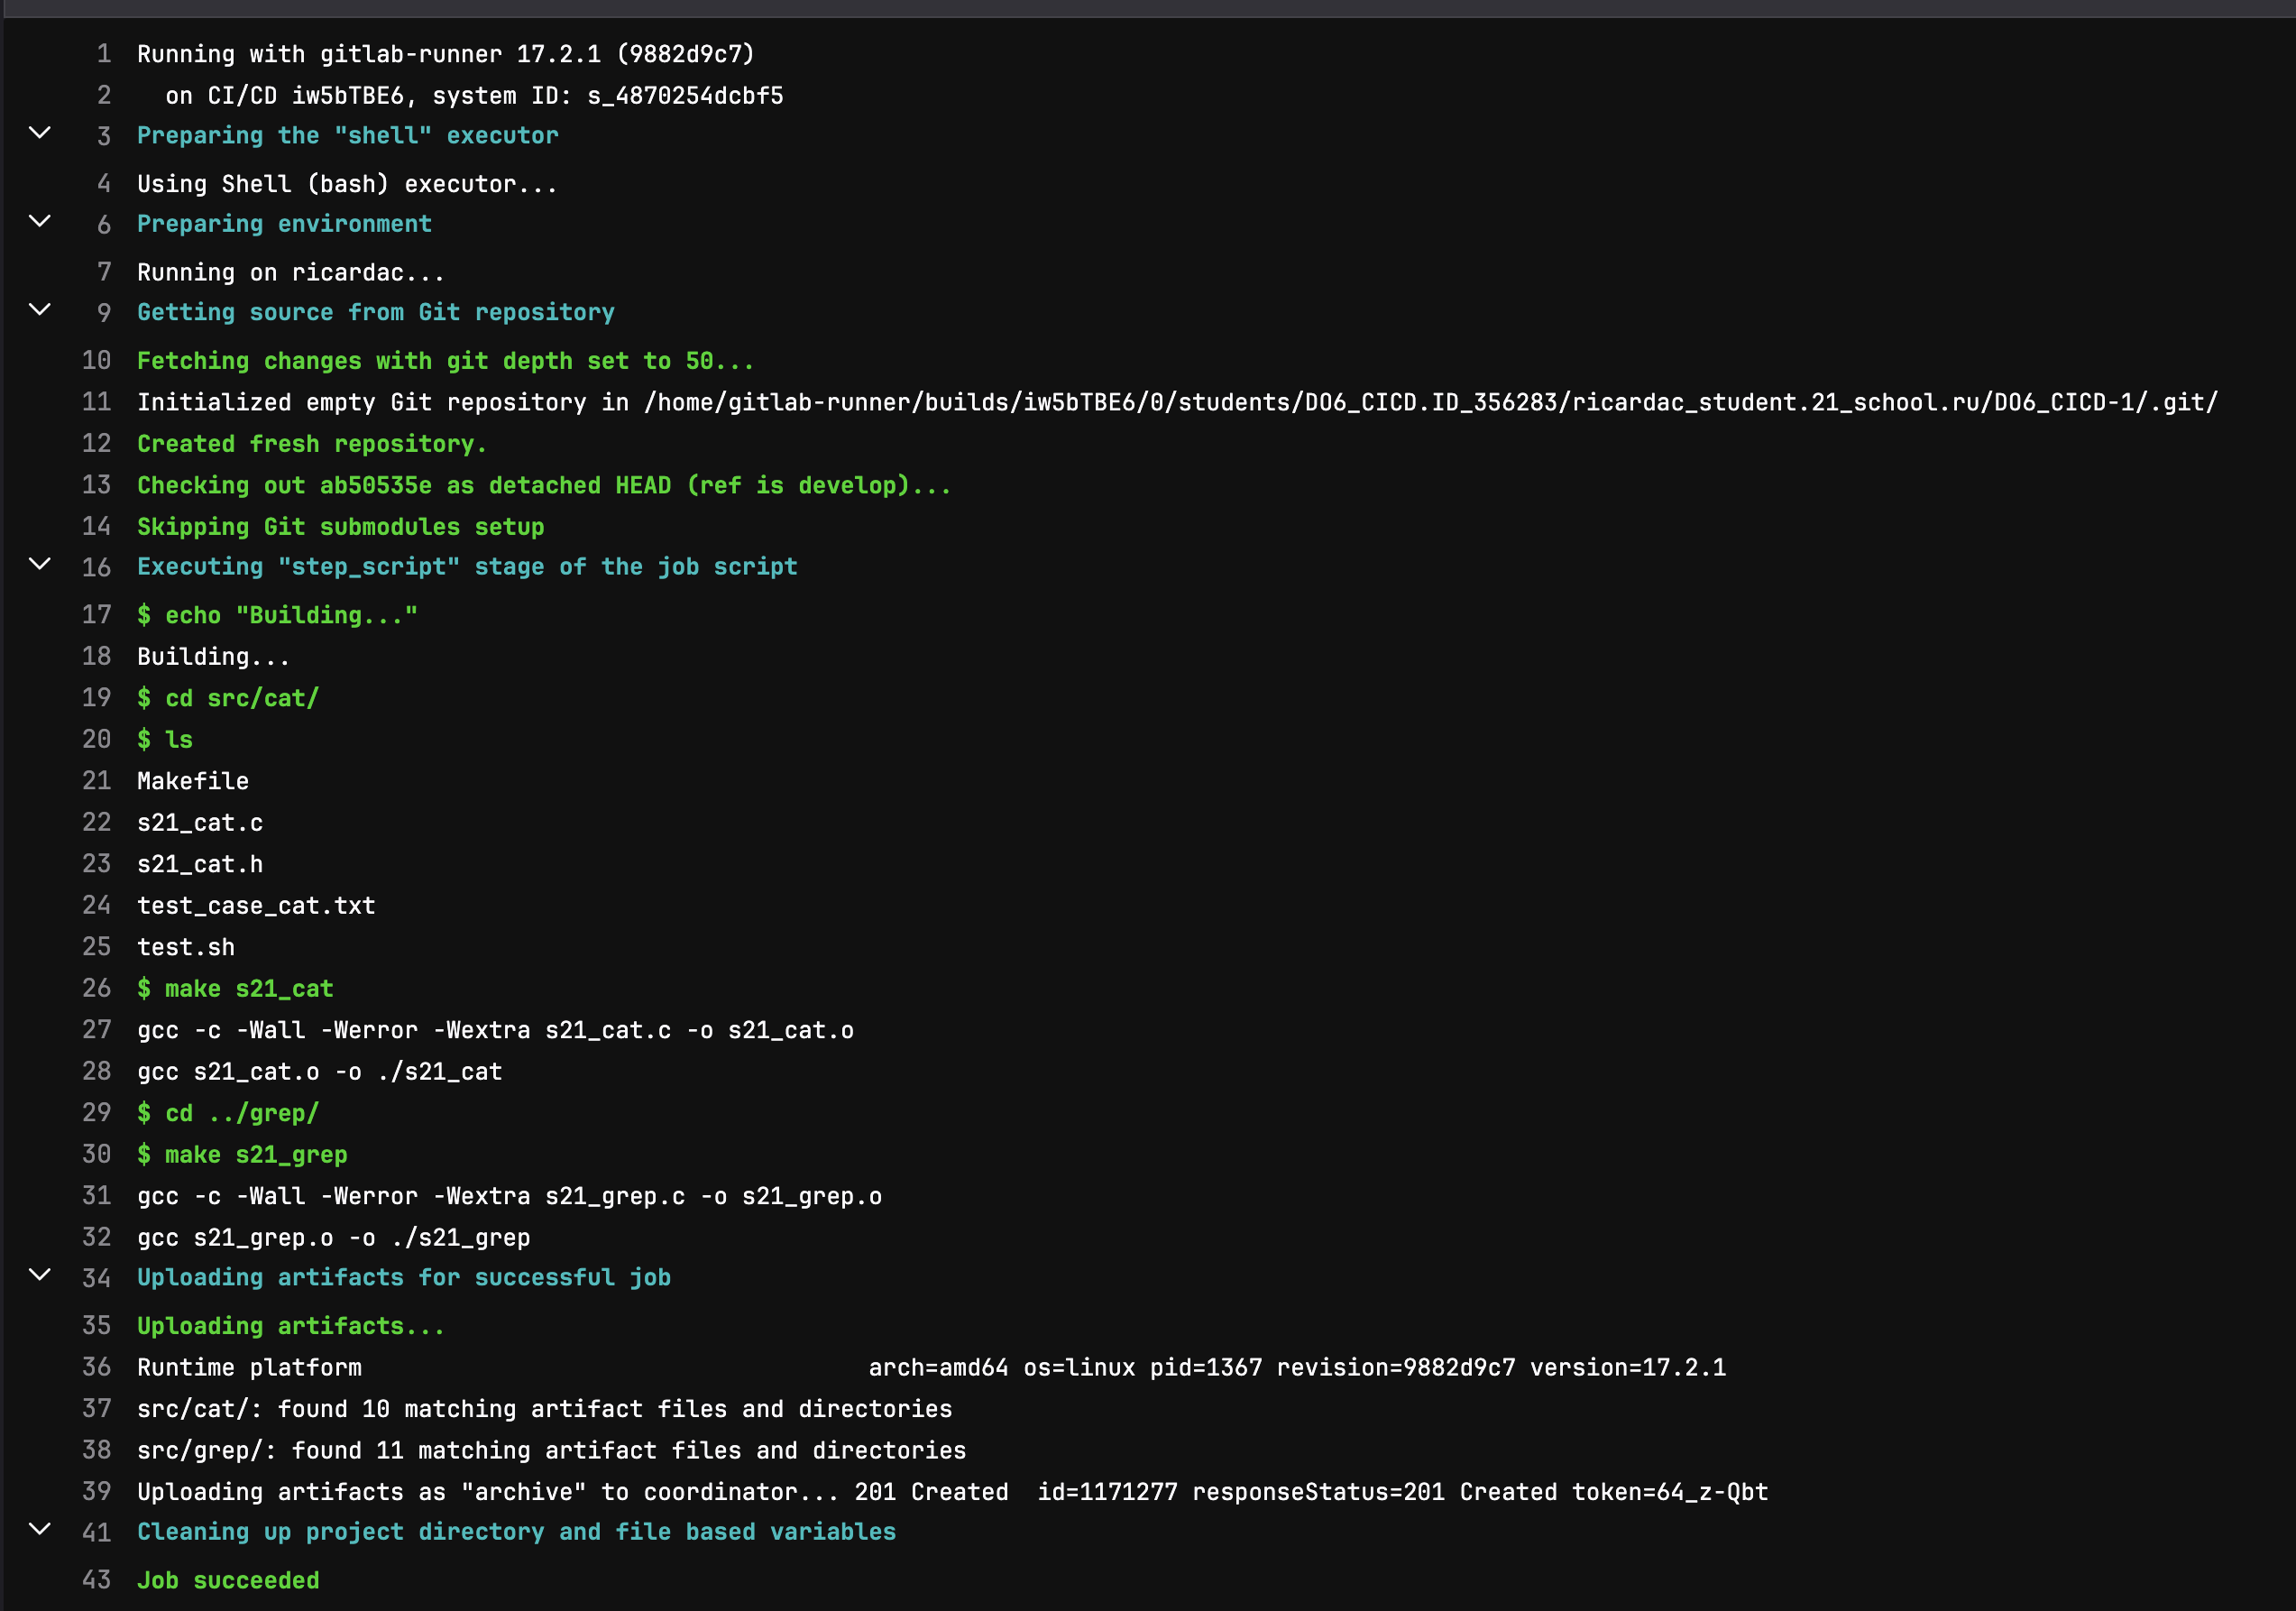 1 Running with gitlab-runner 17.2.1 (9882d9c7)
2 on CI/CD iw5bTBE6, system ID: s_4870254dcbf5
3 Preparing the "shell" executor
4 Using Shell (bash) executor...
6 Preparing environment
7 Running on ricardac...
9 Getting source from Git repository
10 Fetching changes with git depth set to 50...
11 Initialized empty Git repository in /home/gitlab-runner/builds/iw5bTBE6/0/students/DO6_CICD.ID_356283/ricardac_student.21_school.ru/DO6_CICD-1/.git/
12 Created fresh repository.
13 Checking out ab50535e as detached HEAD (ref is develop)...
14 Skipping Git submodules setup
16 Executing "step_script" stage of the job script
17 $ echo "Building..."
18 Building...
19 $ cd src/cat/
20 $ ls
21 Makefile
22 s21_cat.c
23 s21_cat.h
24 test_case_cat.txt
25 test.sh
26 $ make s21_cat
27 gcc -c -Wall -Werror -Wextra s21_cat.c -o s21_cat.o
28 gcc s21_cat.o -o ./s21_cat
29 $ cd ../grep/
30 $ make s21_grep
31 gcc -c -Wall -Werror -Wextra s21_grep.c -o s21_grep.o
32 gcc s21_grep.o -o ./s21_grep
34 Uploading artifacts for successful job
35 Uploading artifacts...
36 Runtime platform arch=amd64 os=linux pid=1367 revision=9882d9c7 version=17.2.1
37 src/cat/: found 10 matching artifact files and directories
38 src/grep/: found 11 matching artifact files and directories
39 Uploading artifacts as "archive" to coordinator... 201 Created id=1171277 responseStatus=201 Created token=64_z-Qbt
41 Cleaning up project directory and file based variables
43 Job succeeded